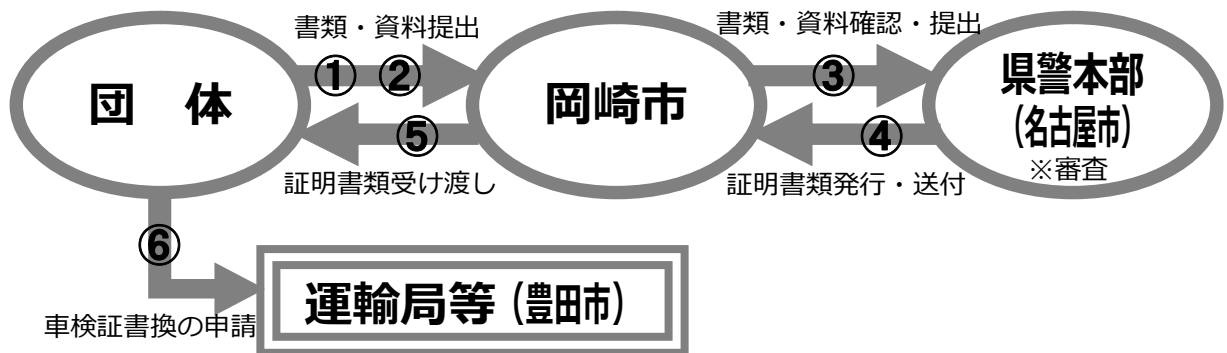 書類・資料提出
書類・資料確認・提出
① ②
③
団　体
岡崎市
県警本部
(名古屋市)
※審査
⑤
④
証明書類受け渡し
証明書類発行・送付
⑥
運輸局等(豊田市)
車検証書換の申請